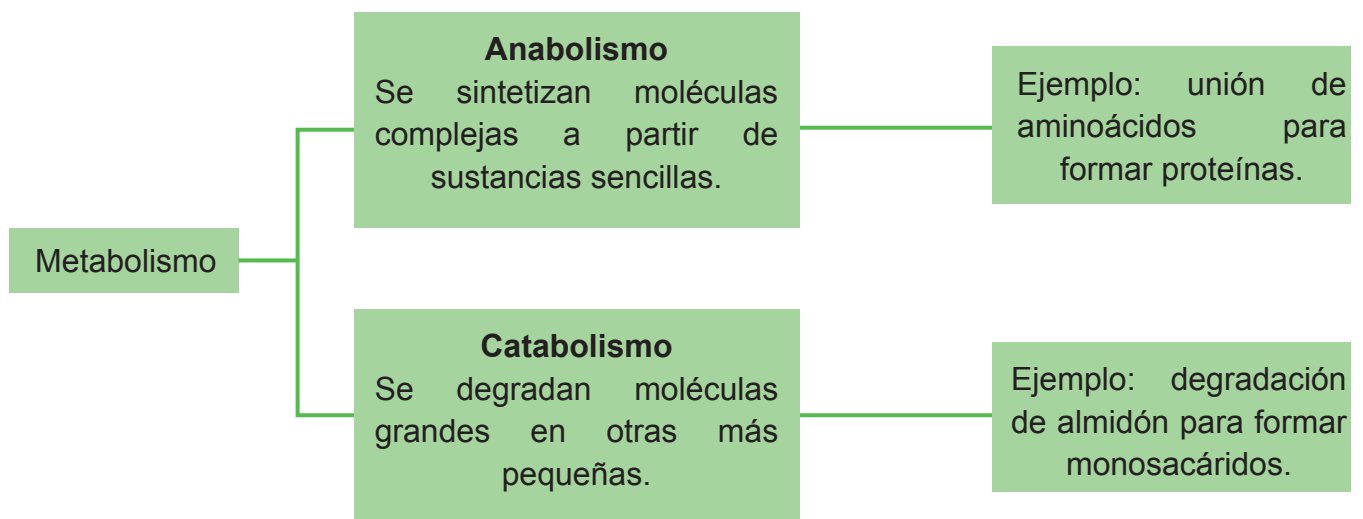 Metabolismo
Anabolismo
Se sintetizan moléculas
complejas a partir de
sustancias sencillas.
Ejemplo: unión de
aminoácidos para
formar proteínas.
Catabolismo
Se degradan moléculas
grandes en otras más
pequeñas.
Ejemplo: degradación
de almidón para formar
monosacáridos.